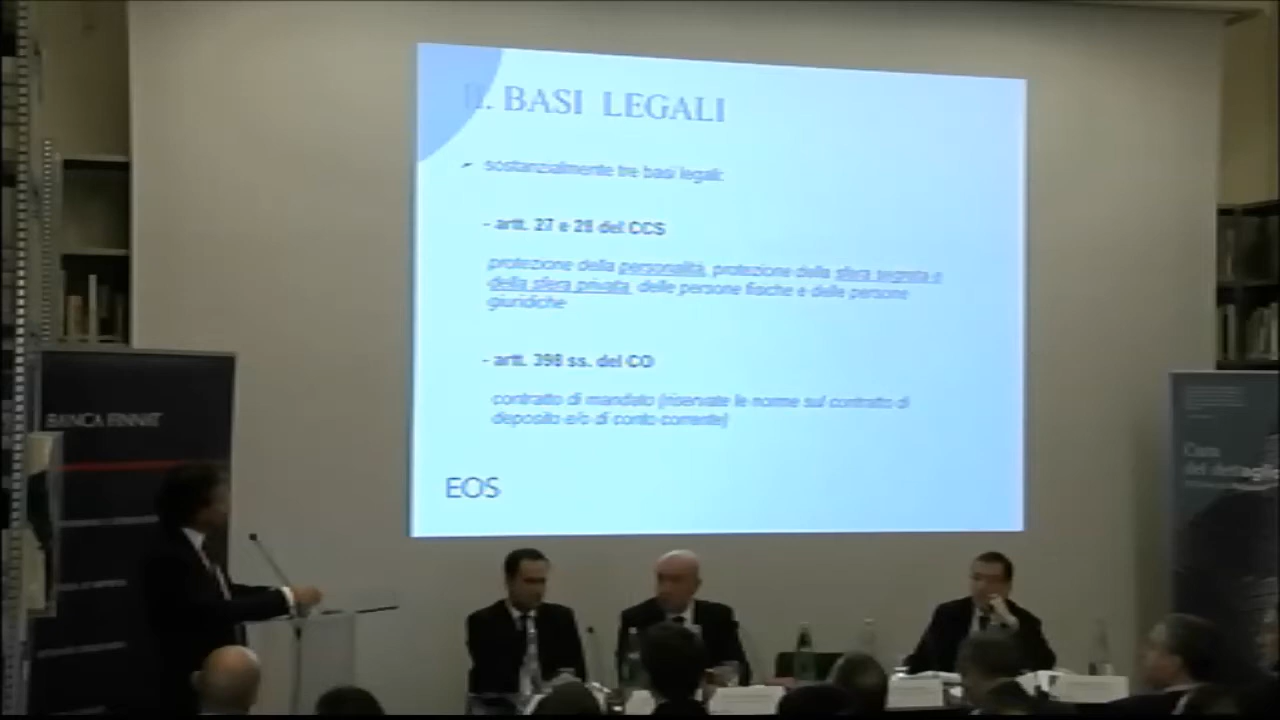 II. BASI LEGALI
sostanzialmente tre basi legali:
- artt. 27 e 28 del CCS
protezione della personalità, protezione della sfera segreta e
della sfera privata, delle persone fisiche e delle persone
giuridiche
- artt. 398 ss. del CO
contratto di mandato (riservate le norme sul contratto di
deposito e/o di conto corrente)
EOS
BANCA FINNAT